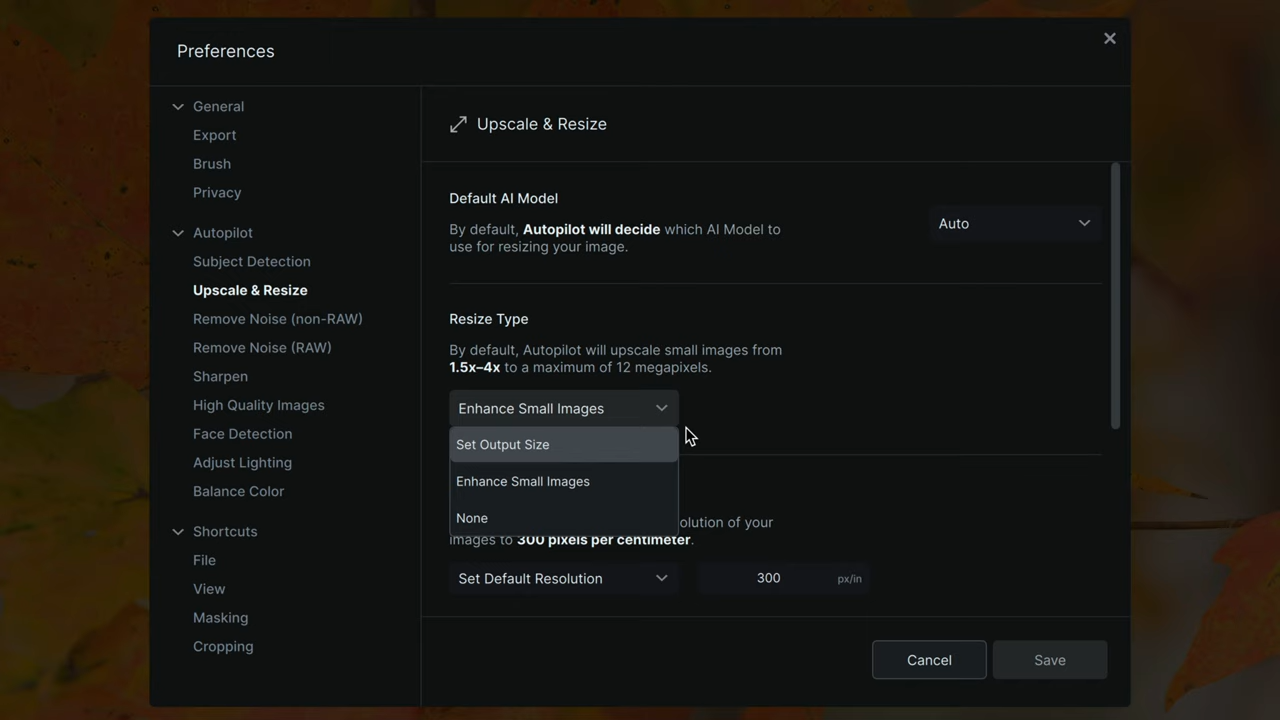 Preferences
General
Export
Brush
Privacy
Autopilot
Subject Detection
Upscale & Resize
Remove Noise (non-RAW)
Remove Noise (RAW)
Sharpen
High Quality Images
Face Detection
Adjust Lighting
Balance Color
Shortcuts
File
View
Masking
Cropping
Upscale & Resize
Default AI Model
By default, Autopilot will decide which AI Model to
use for resizing your image.
Auto
Resize Type
By default, Autopilot will upscale small images from
1.5x–4x to a maximum of 12 megapixels.
Enhance Small Images
Set Output Size
Enhance Small Images
None
olution of your
images to 300 pixels per centimeter.
Set Default Resolution
300 px/in
Cancel
Save